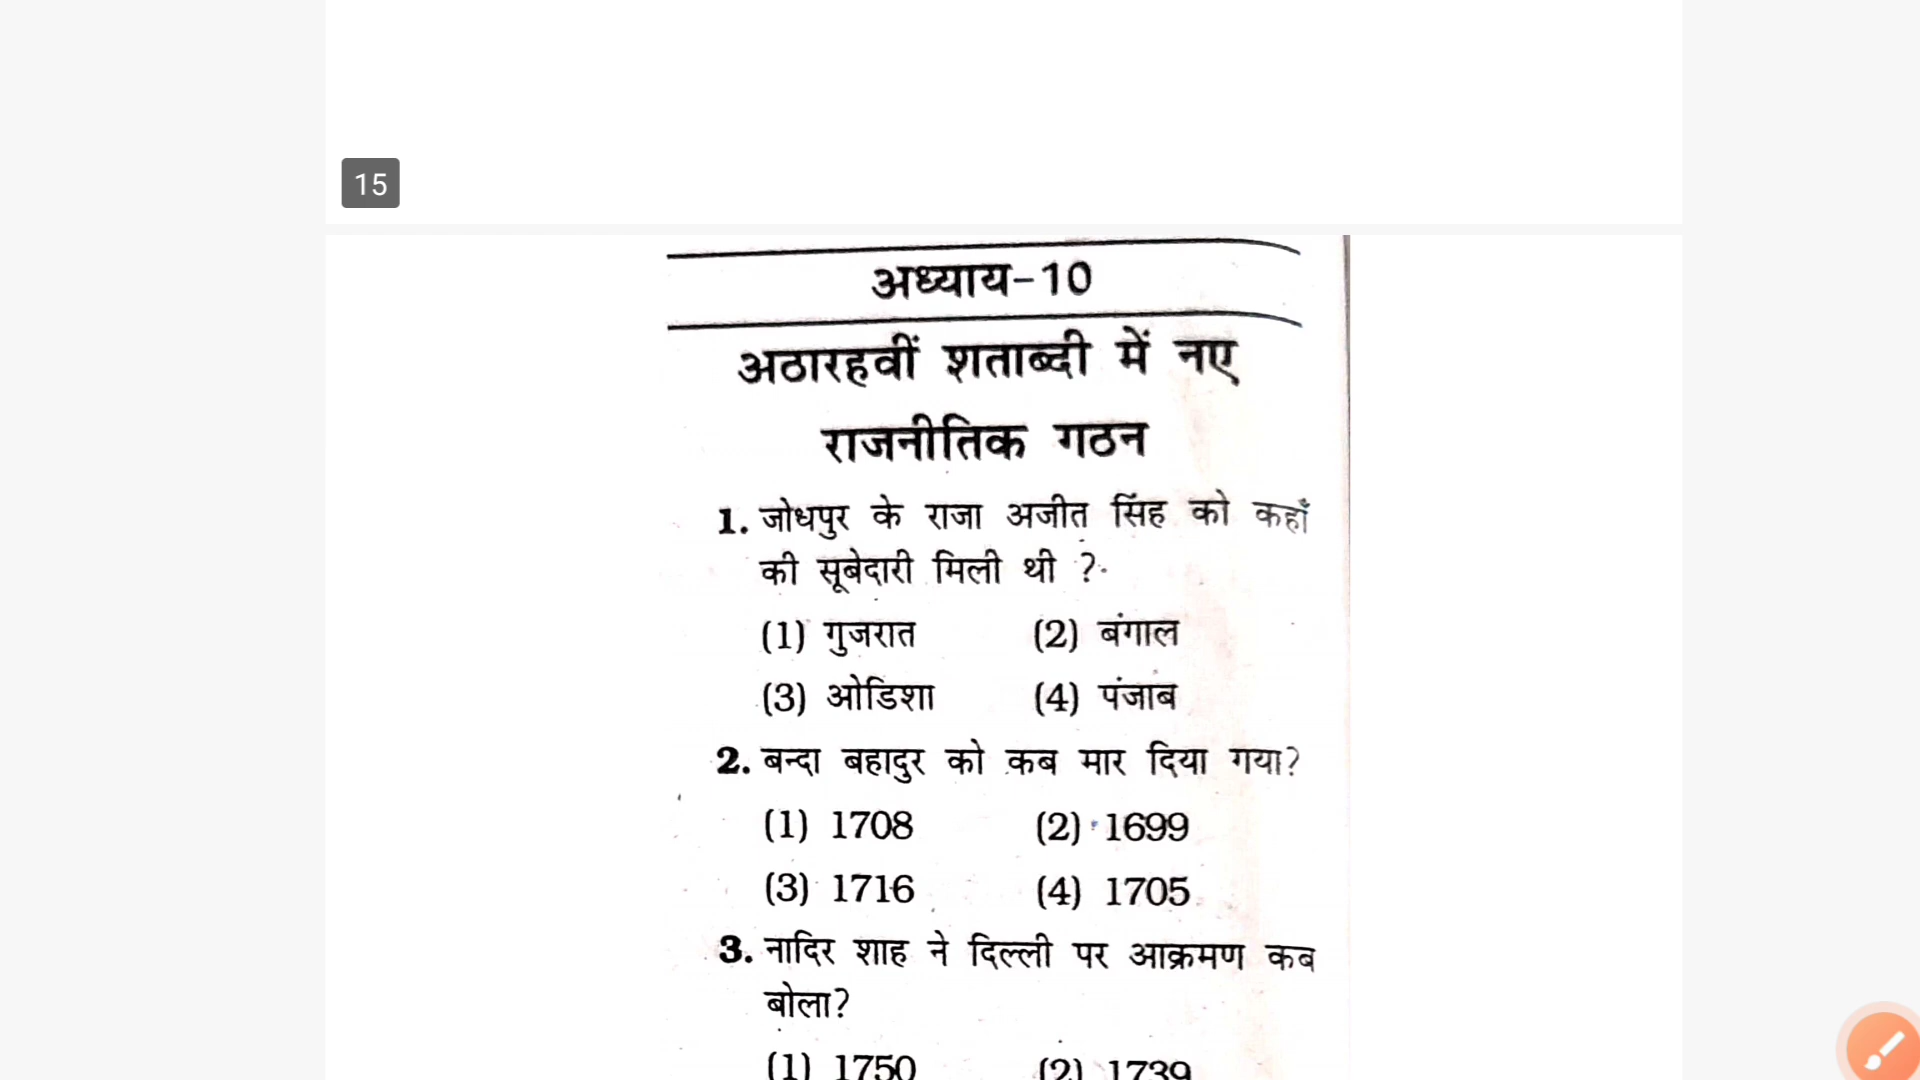 15
अध्याय-10
अठारहवीं शताब्दी में नए
राजनीतिक गठन
1. जोधपुर के राजा अजीत सिंह को कहाँ
की सूबेदारी मिली थी ?
(1) गुजरात (2) बंगाल
(3) ओडिशा (4) पंजाब
2. बन्दा बहादुर को कब मार दिया गया?
(1) 1708 (2) 1699
(3) 1716 (4) 1705
3. नादिर शाह ने दिल्ली पर आक्रमण कब
बोला?
(1) 1750 (2) 1739